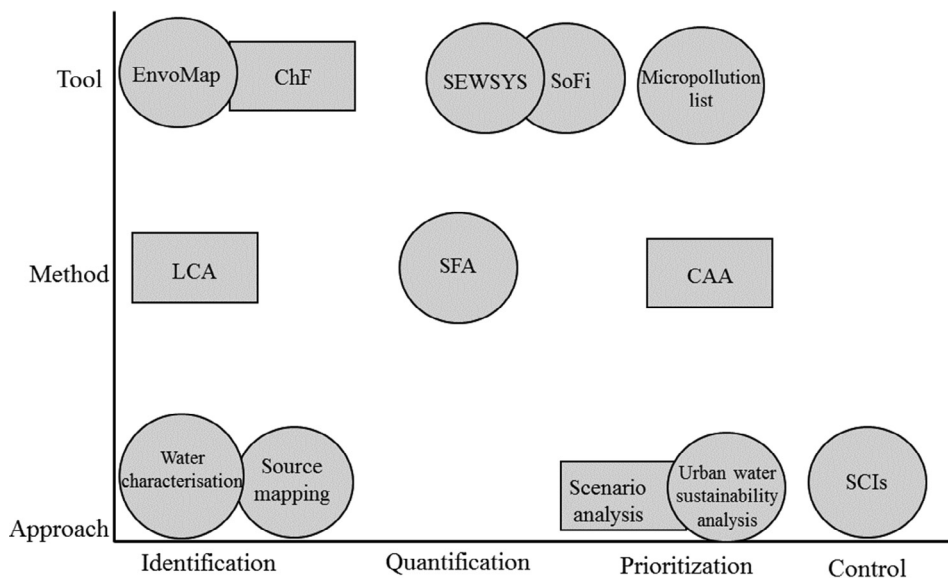 Tool
EnvoMap
ChF
SEWSYS
SoFi
Micropollution
list
Method
LCA
SFA
CAA
Approach
Water
characterisation
Source
mapping
Scenario
analysis
Urban water
sustainability
analysis
SCIs
Identification
Quantification
Prioritization
Control